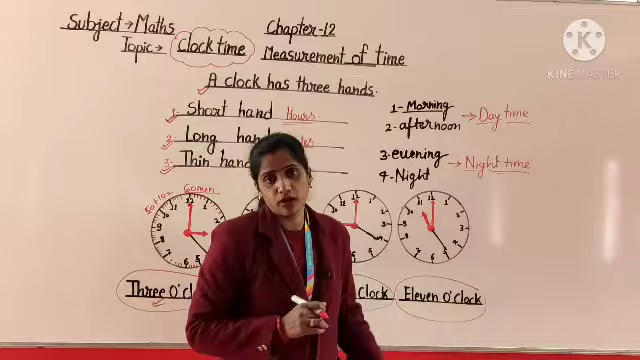 Subject → Maths
Chapter-12
Topic → Clock time
Measurement of time
A clock has three hands.
1- Short hand Hours
2- Long hand
3- Thin hand
1- Morning
2- afternoon
→ Day time
3. evening
4- Night
→ Night time
60min
Three O'cl
clock
Eleven O'clock
KINEMASTER